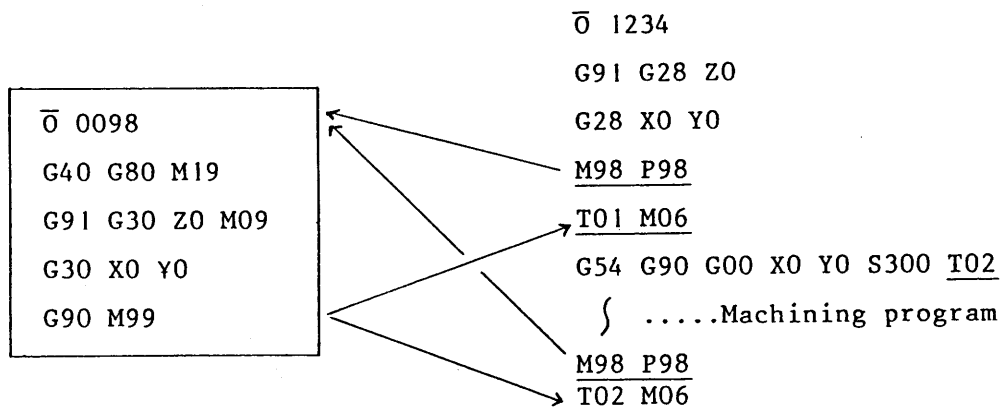 O̅ 0098
G40 G80 M19
G91 G30 Z0 M09
G30 X0 Y0
G90 M99
O̅ 1234
G91 G28 Z0
G28 X0 Y0
M98 P98
T01 M06
G54 G90 G00 X0 Y0 S300 T02
.....Machining program
M98 P98
T02 M06